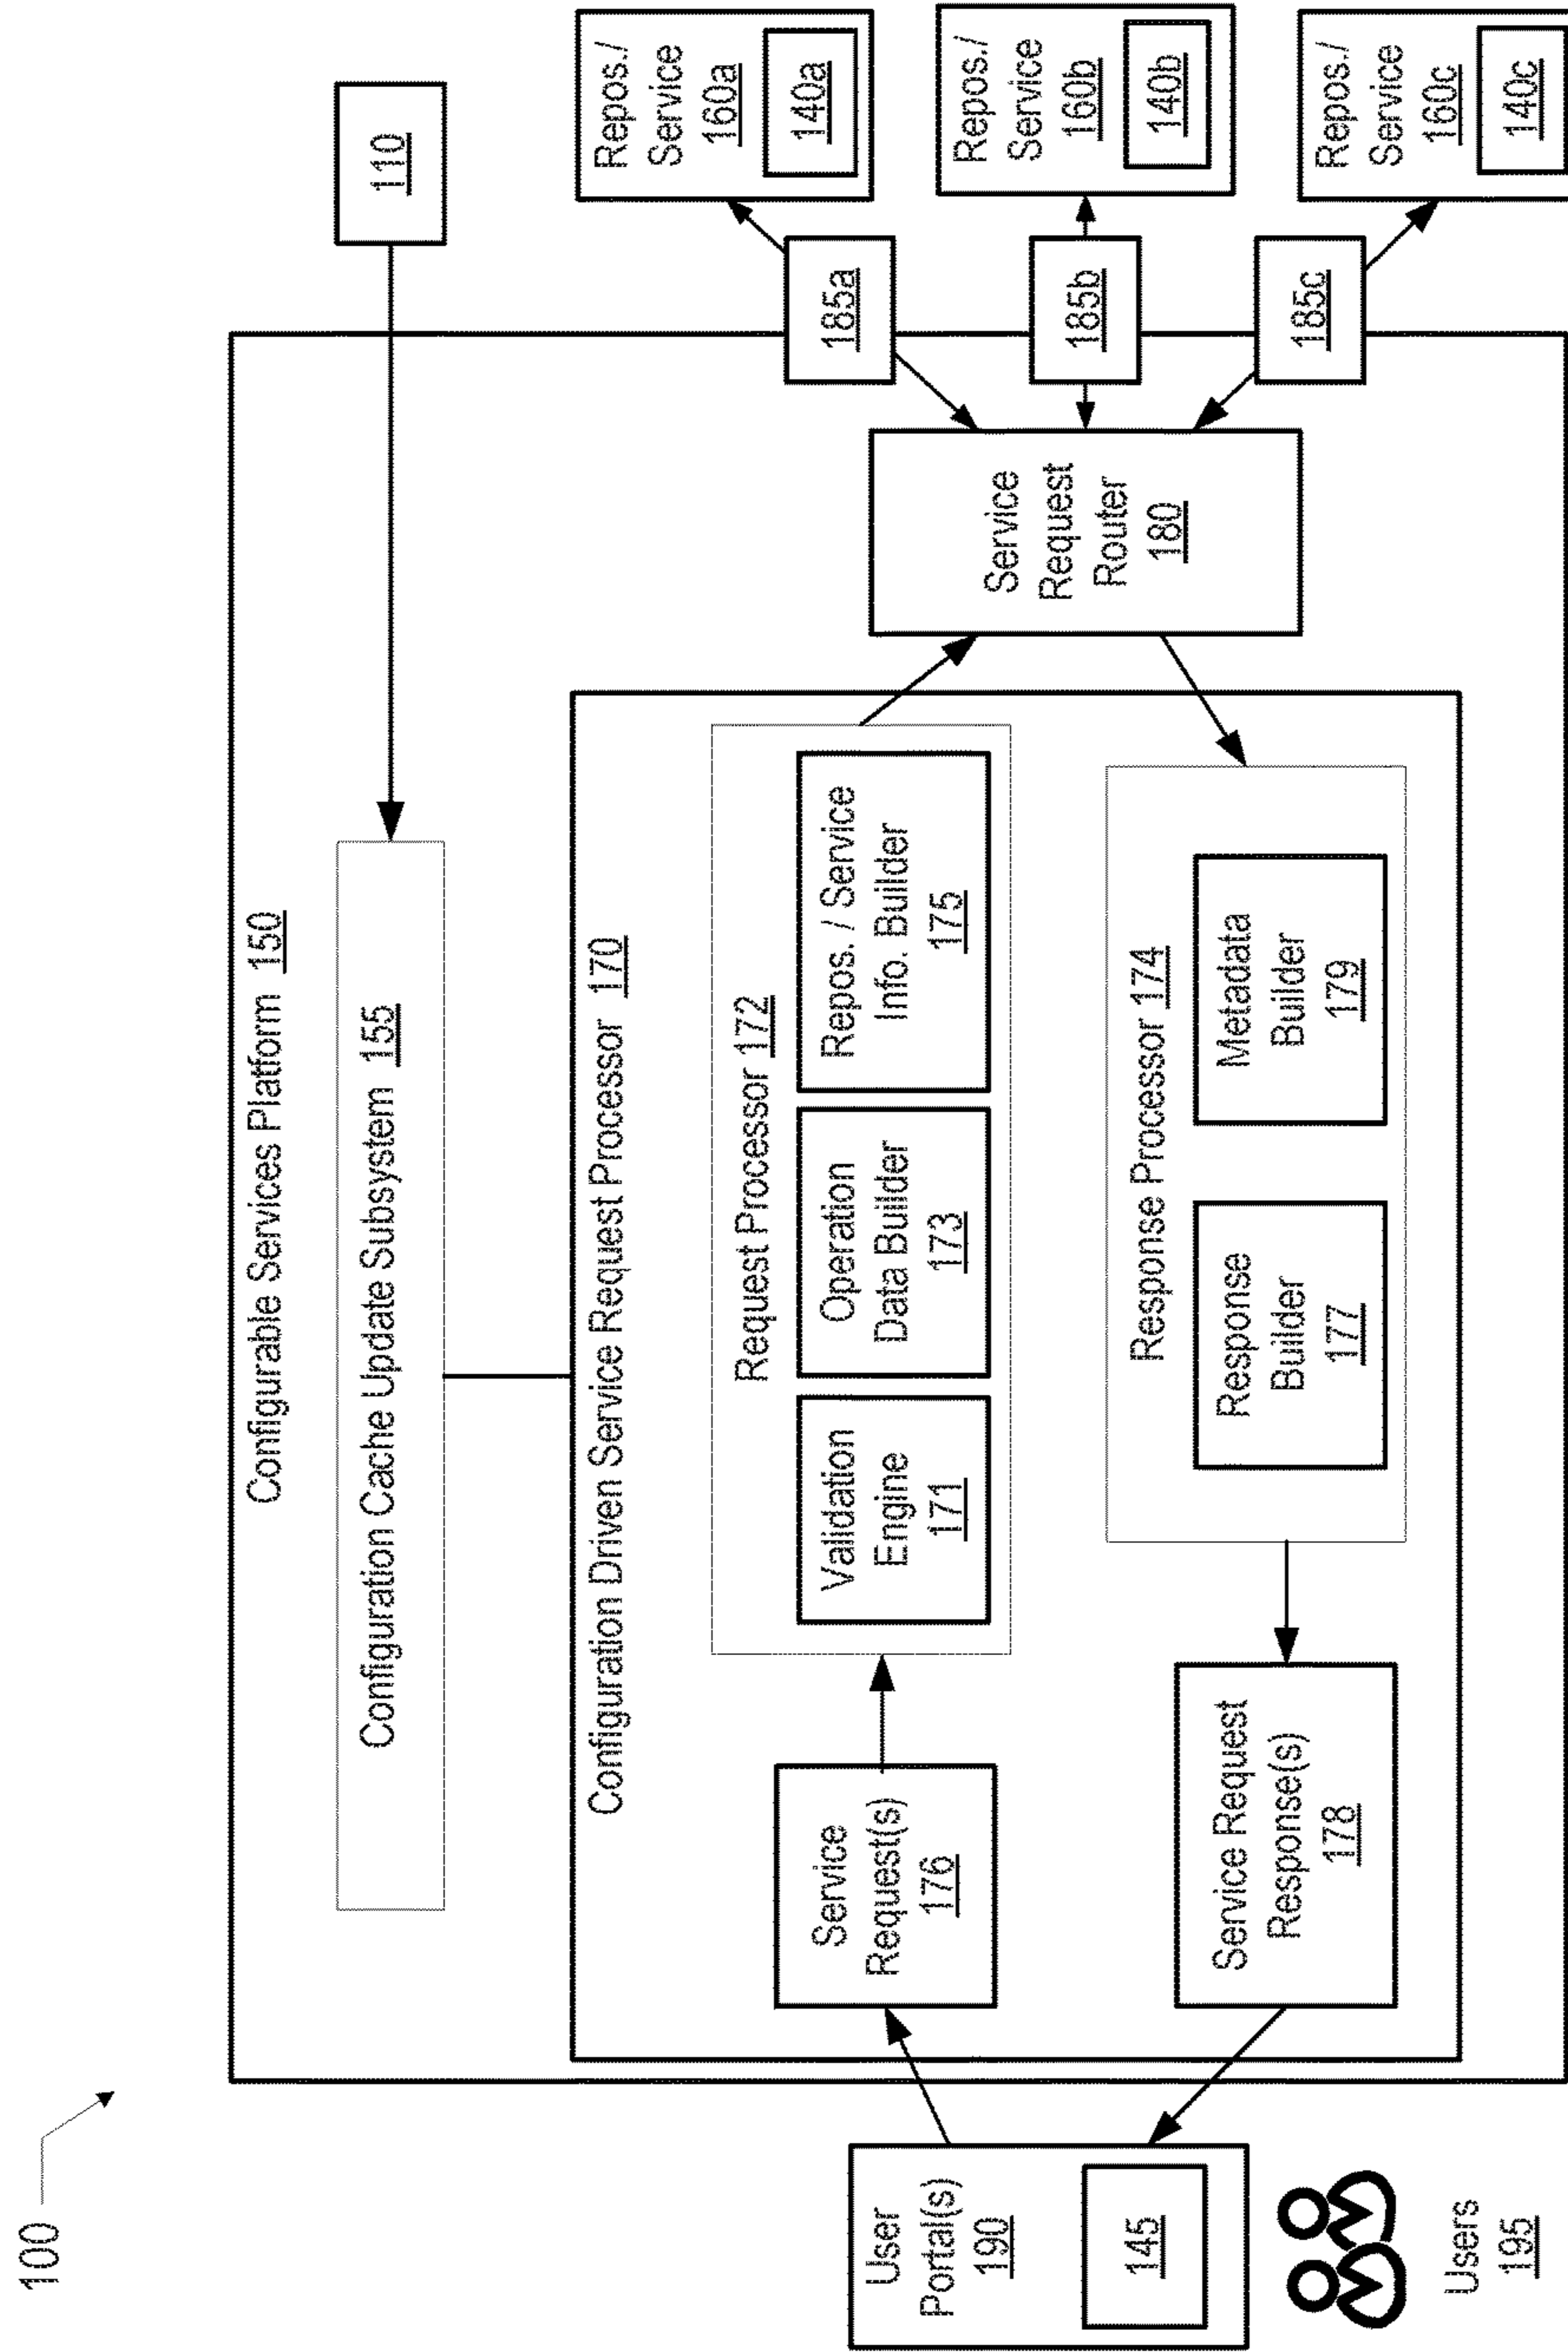 100
Configurable Services Platform 150
Configuration Cache Update Subsystem 155
110
Configuration Driven Service Request Processor 170
Request Processor 172
Validation
Engine
171
Operation
Data Builder
173
Repos. / Service
Info. Builder
175
Service
Request(s)
176
Response Processor 174
Response
Builder
177
Metadata
Builder
179
Service Request
Response(s)
178
Service
Request
Router
180
185a
185b
185c
Repos./
Service
160a
140a
Repos./
Service
160b
140b
Repos./
Service
160c
140c
User
Portal(s)
190
145
Users
195